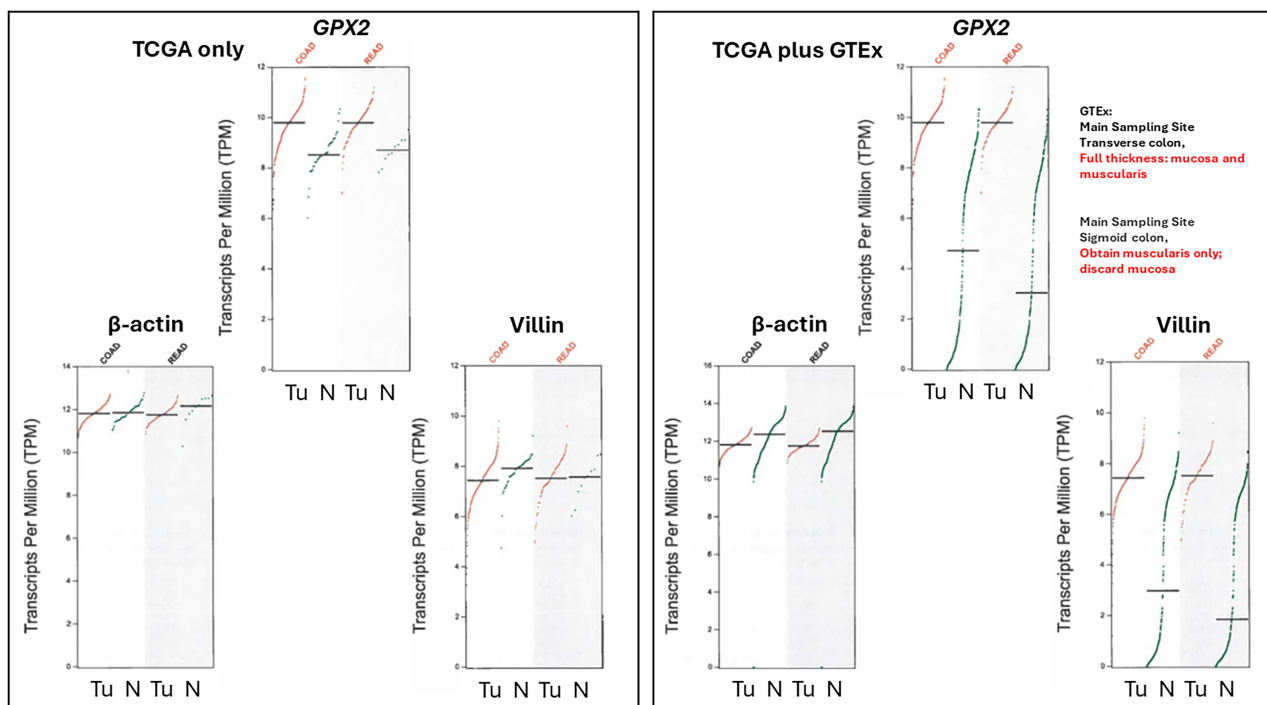 GPX2
TCGA only
COAD
READ
Transcripts Per Million (TPM)
12
10
8
6
4
2
0
Tu N Tu N
β-actin
COAD
READ
Transcripts Per Million (TPM)
14
12
10
8
6
4
2
0
Tu N Tu N
Villin
COAD
READ
Transcripts Per Million (TPM)
12
10
8
6
4
2
0
Tu N Tu N
GPX2
TCGA plus GTEx
COAD
READ
Transcripts Per Million (TPM)
12
10
8
6
4
2
0
Tu N Tu N
GTEx:
Main Sampling Site
Transverse colon,
Full thickness: mucosa and
muscularis
Main Sampling Site
Sigmoid colon,
Obtain muscularis only;
discard mucosa
β-actin
COAD
READ
Transcripts Per Million (TPM)
16
14
12
10
8
6
4
2
0
Tu N Tu N
Villin
COAD
READ
Transcripts Per Million (TPM)
12
10
8
6
4
2
0
Tu N Tu N